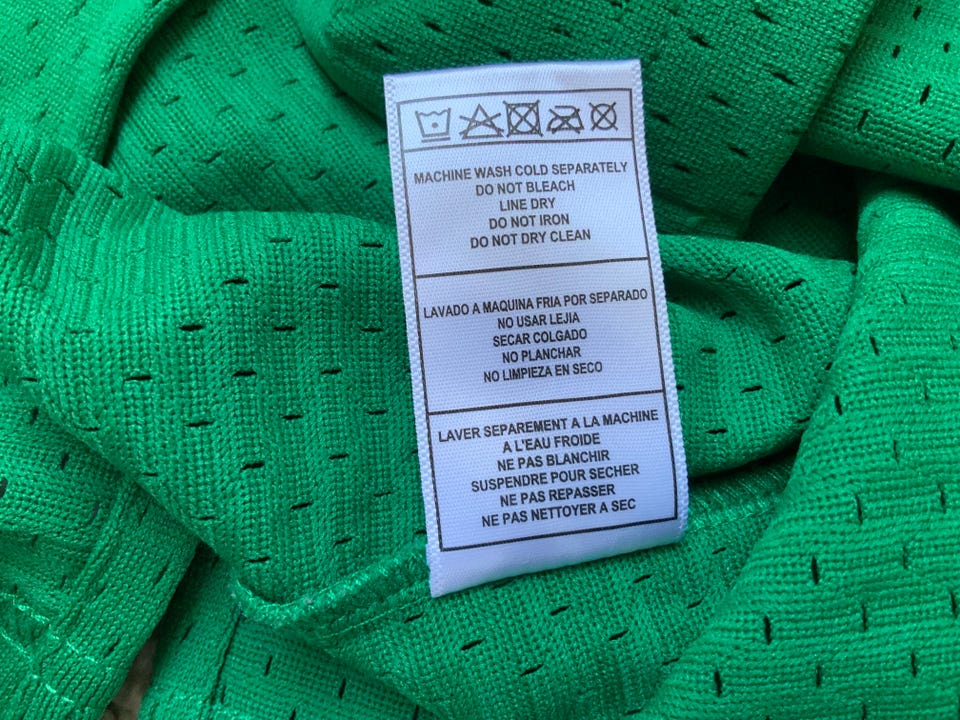 MACHINE WASH COLD SEPARATELY
DO NOT BLEACH
LINE DRY
DO NOT IRON
DO NOT DRY CLEAN
LAVADO A MAQUINA FRIA POR SEPARADO
NO USAR LEJIA
SECAR COLGADO
NO PLANCHAR
NO LIMPIEZA EN SECO
LAVER SEPAREMENT A LA MACHINE
A L'EAU FROIDE
NE PAS BLANCHIR
SUSPENDRE POUR SECHER
NE PAS REPASSER
NE PAS NETTOYER A SEC